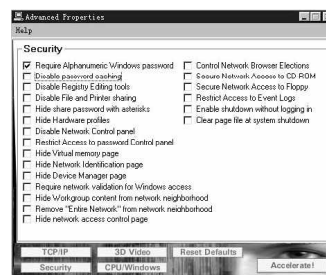 Advanced Properties
Help
Security
Require Alphanumeric Windows password
Disable password caching
Disable Registry Editing tools
Disable File and Printer sharing
Hide share password with asterisks
Hide Hardware profiles
Disable Network Control panel
Restrict Access to password Control panel
Hide Virtual memory page
Hide Network Identification page
Hide Device Manager page
Require network validation for Windows access
Hide Workgroup content from network neighborhood
Remove "Entire Network" from network neighborhood
Hide network access control page
Control Network Browser Elections
Secure Network Access to CD ROM
Secure Network Access to Floppy
Restrict Access to Event Logs
Enable shutdown without logging in
Clear page file at system shutdown
TCP/IP
3D Video
Reset Defaults
Security
CPU/Windows
Accelerate!